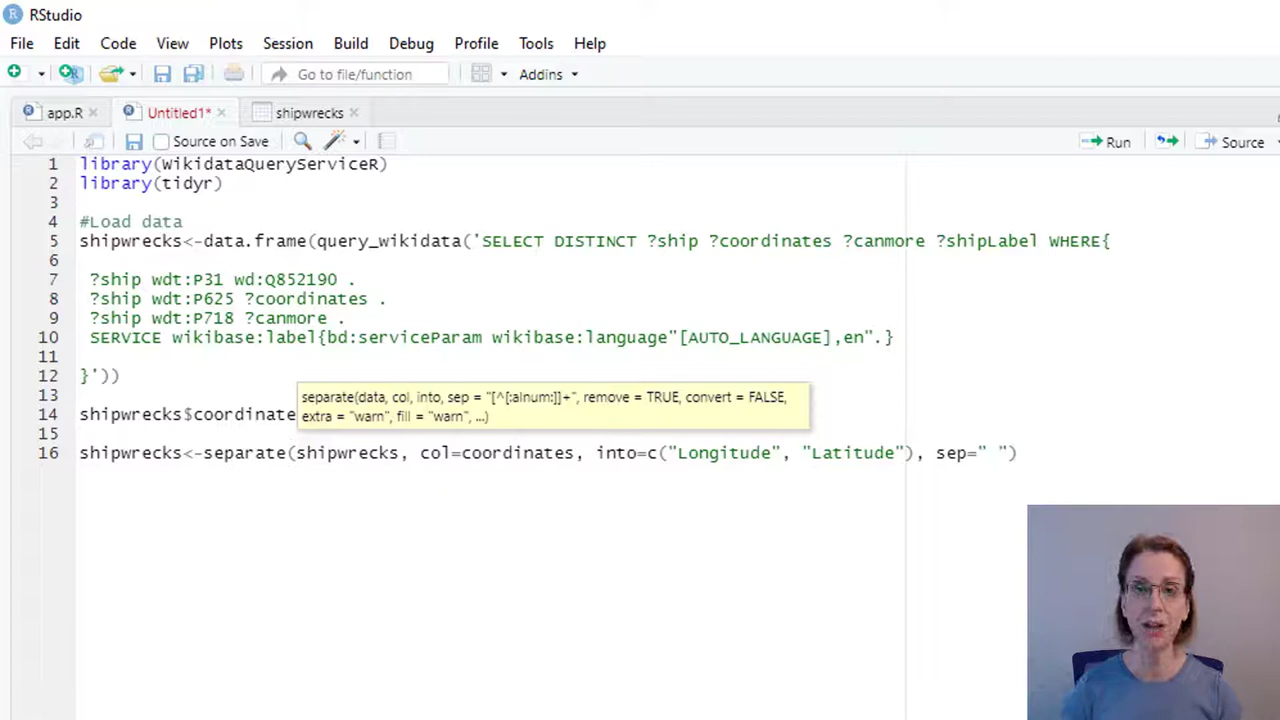 RStudio
File Edit Code View Plots Session Build Debug Profile Tools Help
Go to file/function Addins
app.R Untitled1* shipwrecks
Source on Save Run Source
1 library(WikidataQueryServiceR)
2 library(tidyr)
3
4 #Load data
5 shipwrecks<-data.frame(query_wikidata('SELECT DISTINCT ?ship ?coordinates ?canmore ?shipLabel WHERE{
6
7 ?ship wdt:P31 wd:Q852190 .
8 ?ship wdt:P625 ?coordinates .
9 ?ship wdt:P718 ?canmore .
10 SERVICE wikibase:label{bd:serviceParam wikibase:language"[AUTO_LANGUAGE],en".}
11
12 }'))
13
separate(data, col, into, sep = "[^[:alnum:]]+", remove = TRUE, convert = FALSE,
extra = "warn", fill = "warn", ...)
14 shipwrecks$coordinate
15
16 shipwrecks<-separate(shipwrecks, col=coordinates, into=c("Longitude", "Latitude"), sep=" ")